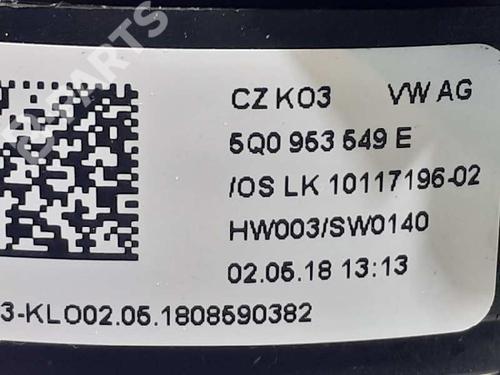 CZ KO3 VW AG
5Q0 953 549 E
/OS LK 10117196-02
HW003/SW0140
02.05.18 13:13
3-KLO02.05.1808590382